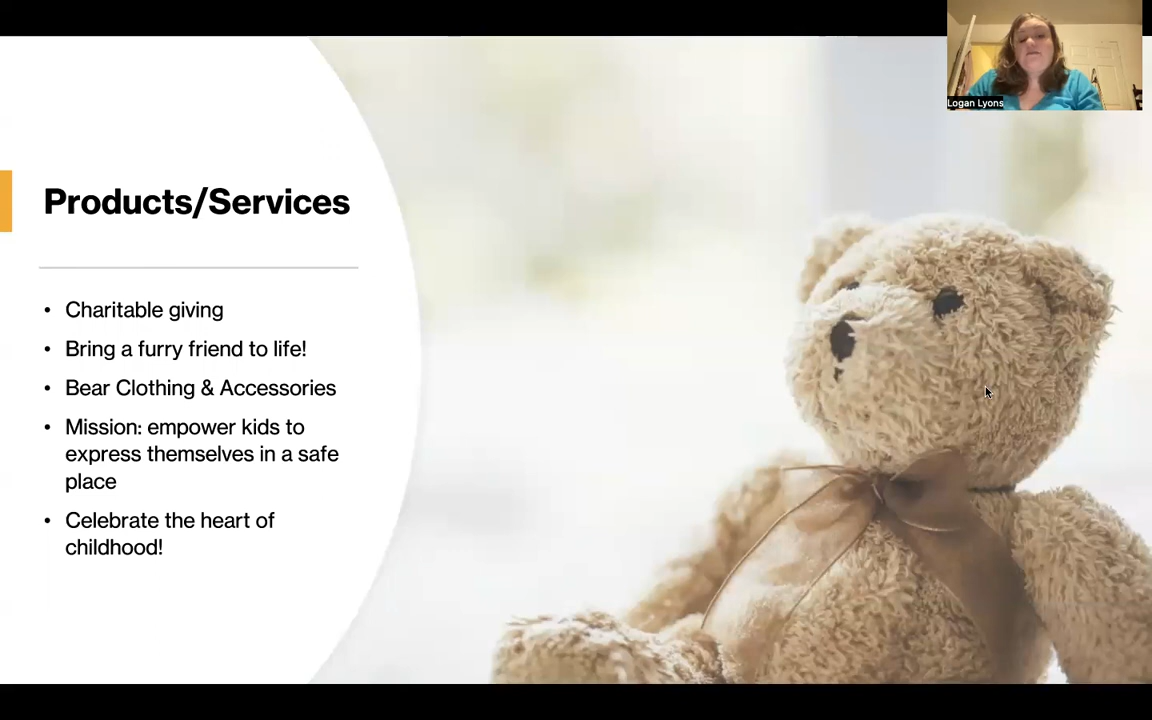 Logan Lyons
Products/Services
• Charitable giving
• Bring a furry friend to life!
• Bear Clothing & Accessories
• Mission: empower kids to
express themselves in a safe
place
• Celebrate the heart of
childhood!